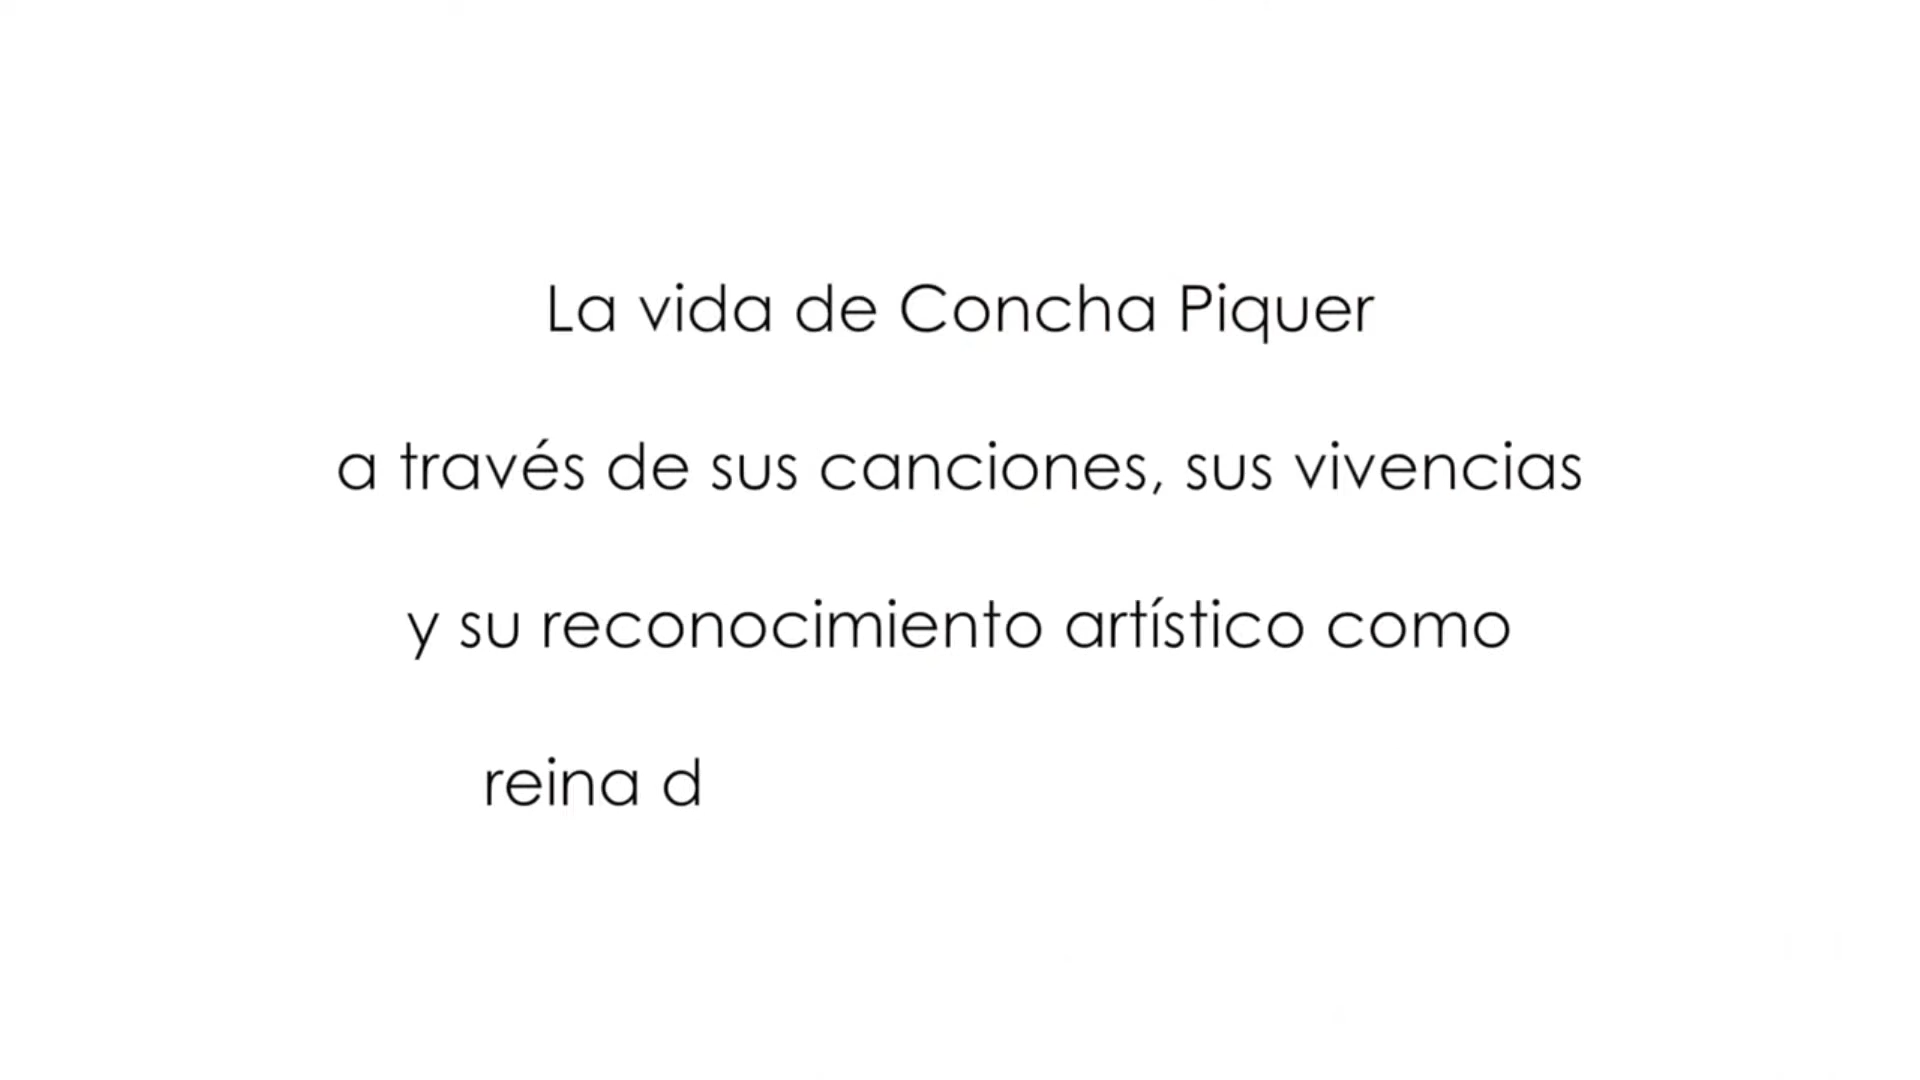 La vida de Concha Piquer
a través de sus canciones, sus vivencias
y su reconocimiento artístico como
reina d